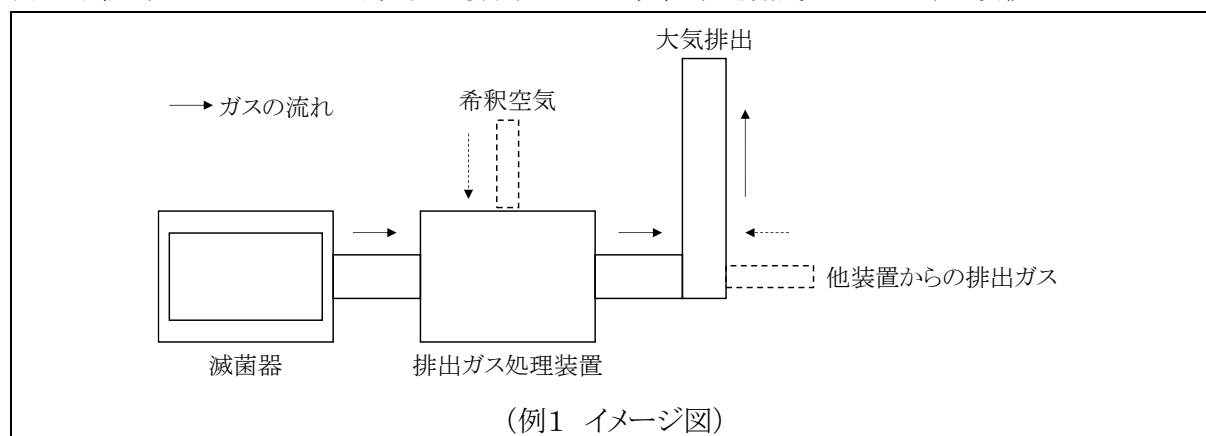 大気排出
→ ガスの流れ
希釈空気
他装置からの排出ガス
滅菌器
排出ガス処理装置
(例1 イメージ図)